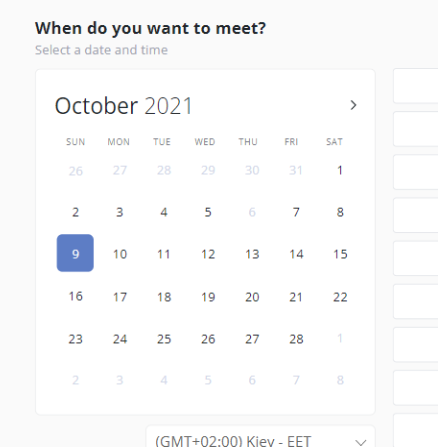 When do you want to meet?
Select a date and time
October 2021
SUN MON TUE WED THU FRI SAT
26 27 28 29 30 31 1
2 3 4 5 6 7 8
9 10 11 12 13 14 15
16 17 18 19 20 21 22
23 24 25 26 27 28 1
2 3 4 5 6 7 8
(GMT+02:00) Kiev - EET